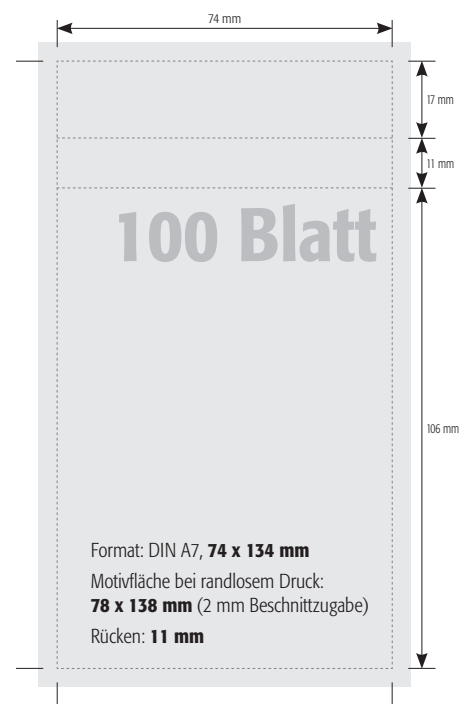 74 mm
17 mm
11 mm
100 Blatt
106 mm
Format: DIN A7, 74 x 134 mm
Motivfläche bei randlosem Druck:
78 x 138 mm (2 mm Beschnittzugabe)
Rücken: 11 mm